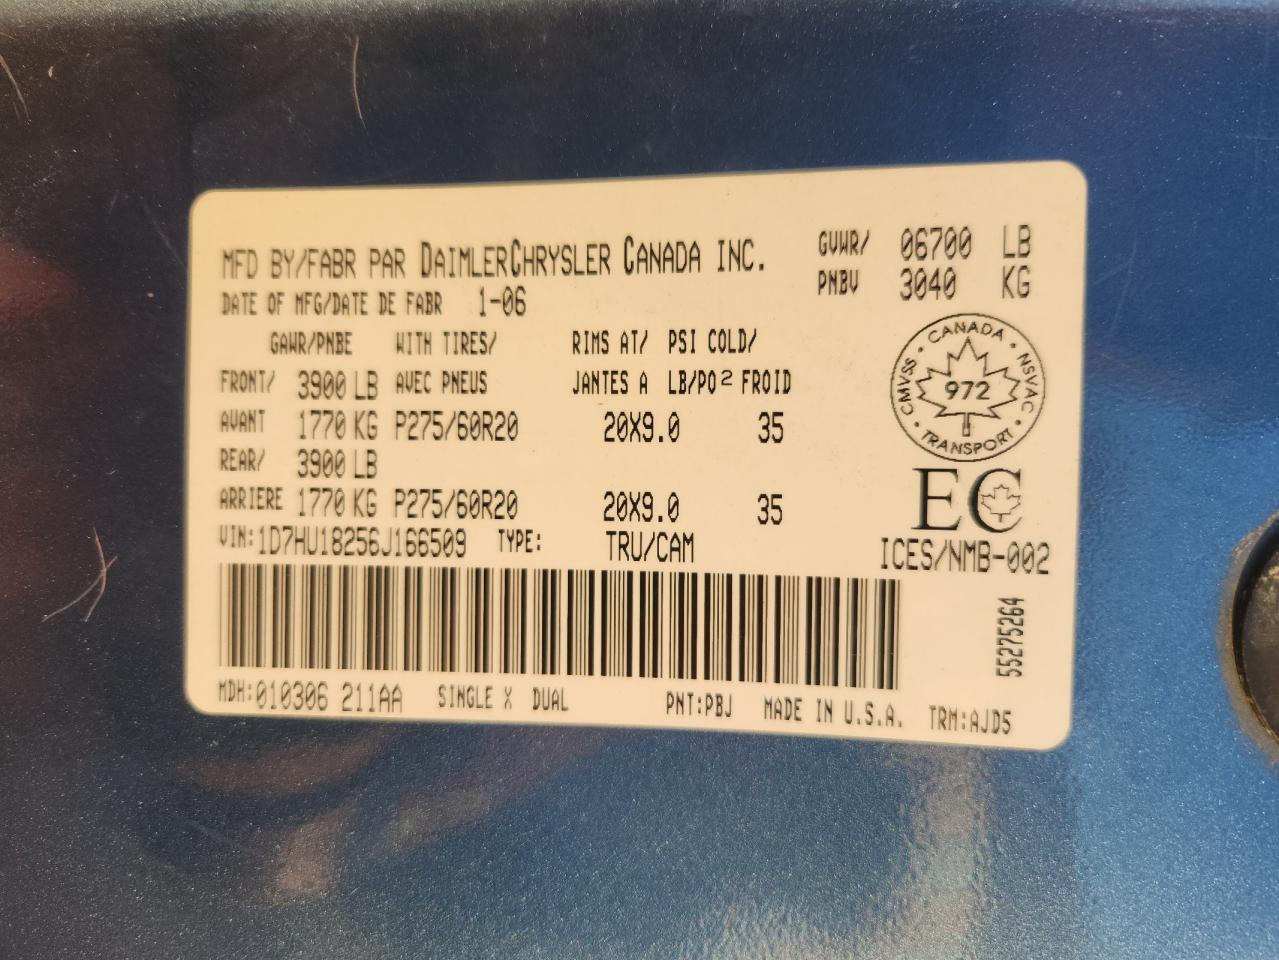 MFD BY/FABR PAR DAIMLERCHRYSLER CANADA INC. GVWR/ 06700 LB
DATE OF MFG/DATE DE FABR 1-06 PNBV 3040 KG
GAWR/PNBE WITH TIRES/ RIMS AT/ PSI COLD/
FRONT/ 3900 LB AVEC PNEUS JANTES A LB/PO² FROID
AVANT 1770 KG P275/60R20 20X9.0 35
REAR/ 3900 LB
ARRIERE 1770 KG P275/60R20 20X9.0 35
VIN:1D7HU18256J166509 TYPE: TRU/CAM
CANADA • NSVAC • TRANSPORT • CMVSS •
972
EC
ICES/NMB-002
55275264
MDH:010306 211AA SINGLE X DUAL PNT:PBJ MADE IN U.S.A. TRM:AJD5